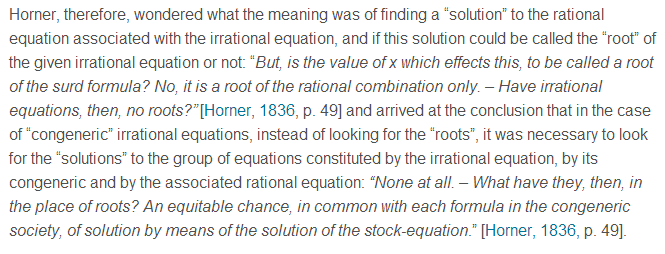 Horner, therefore, wondered what the meaning was of finding a “solution” to the rational
equation associated with the irrational equation, and if this solution could be called the “root” of
the given irrational equation or not: “But, is the value of x which effects this, to be called a root
of the surd formula? No, it is a root of the rational combination only. – Have irrational
equations, then, no roots?”[Horner, 1836, p. 49] and arrived at the conclusion that in the case
of “congeneric” irrational equations, instead of looking for the “roots”, it was necessary to look
for the “solutions” to the group of equations constituted by the irrational equation, by its
congeneric and by the associated rational equation: “None at all. – What have they, then, in
the place of roots? An equitable chance, in common with each formula in the congeneric
society, of solution by means of the solution of the stock-equation.” [Horner, 1836, p. 49].